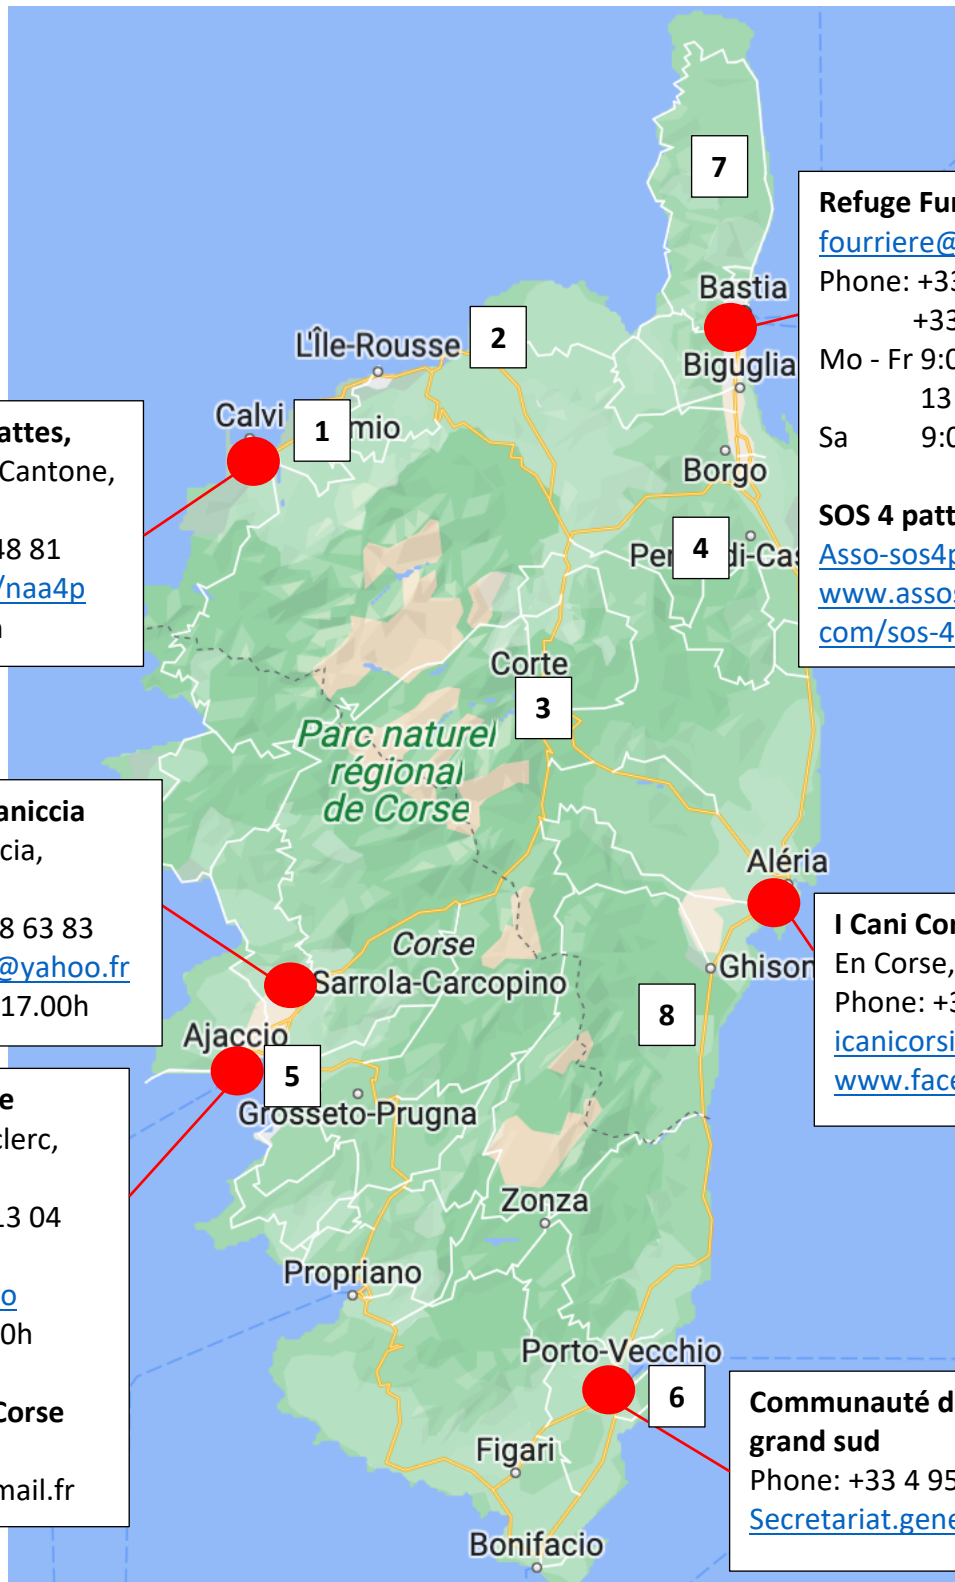 7
Refuge Fur
fourriere@
Phone: +33
+33
Mo - Fr 9:0
13
Sa 9:0
SOS 4 patt
Asso-sos4p
www.assos
com/sos-4
Bastia
Biguglia
Borgo
2
L'Île-Rousse
Calvi
1
mio
attes,
Cantone,
48 81
/naa4p
4
Pen di-Cas
Corte
3
Parc naturel
régional
de Corse
aniccia
cia,
8 63 83
@yahoo.fr
17.00h
Aléria
I Cani Cor
En Corse,
Phone: +3
icanicorsi
www.face
Ghison
8
Corse
Sarrola-Carcopino
Ajaccio
5
Grosseto-Prugna
e
clerc,
13 04
o
0h
Corse
mail.fr
Zonza
Propriano
Porto-Vecchio
6
Communauté d
grand sud
Phone: +33 4 95
Secretariat.gene
Figari
Bonifacio